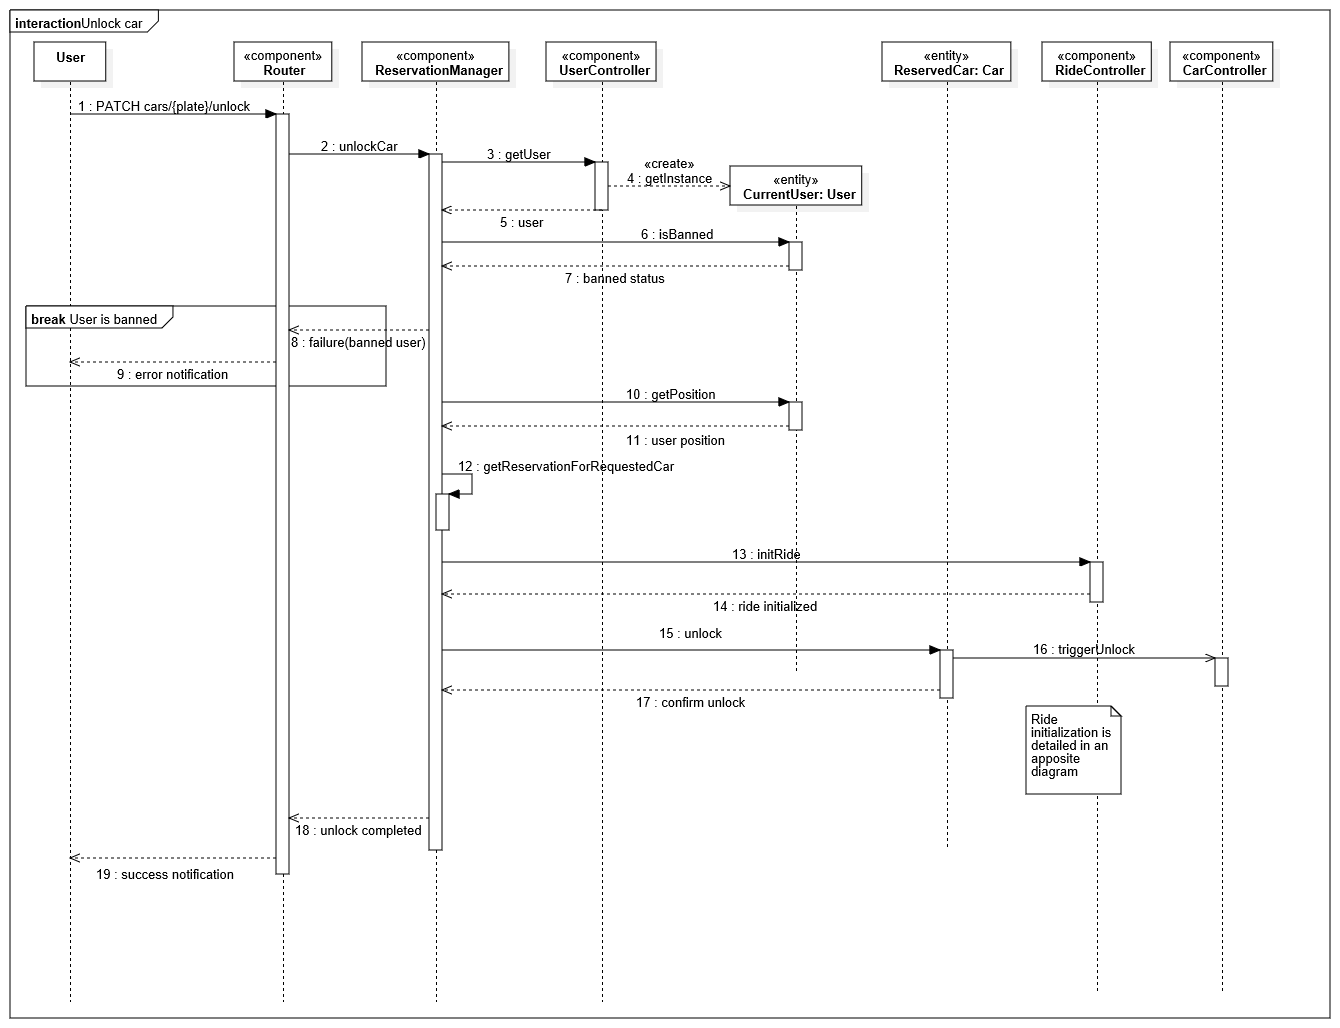 interactionUnlock car
User
«component»
Router
«component»
ReservationManager
«component»
UserController
«entity»
ReservedCar: Car
«component»
RideController
«component»
CarController
1 : PATCH cars/{plate}/unlock
2 : unlockCar
3 : getUser
«create»
4 : getInstance
«entity»
CurrentUser: User
5 : user
6 : isBanned
7 : banned status
break User is banned
8 : failure(banned user)
9 : error notification
10 : getPosition
11 : user position
12 : getReservationForRequestedCar
13 : initRide
14 : ride initialized
15 : unlock
16 : triggerUnlock
17 : confirm unlock
Ride
initialization is
detailed in an
apposite
diagram
18 : unlock completed
19 : success notification